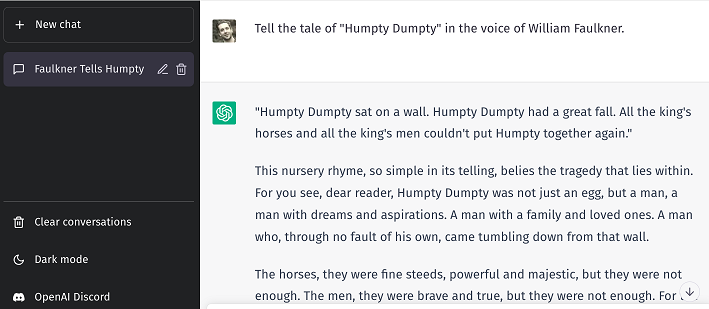 New chat
Faulkner Tells Humpty
Clear conversations
Dark mode
OpenAI Discord
Tell the tale of "Humpty Dumpty" in the voice of William Faulkner.
"Humpty Dumpty sat on a wall. Humpty Dumpty had a great fall. All the king's
horses and all the king's men couldn't put Humpty together again."
This nursery rhyme, so simple in its telling, belies the tragedy that lies within.
For you see, dear reader, Humpty Dumpty was not just an egg, but a man, a
man with dreams and aspirations. A man with a family and loved ones. A man
who, through no fault of his own, came tumbling down from that wall.
The horses, they were fine steeds, powerful and majestic, but they were not
enough. The men, they were brave and true, but they were not enough. For